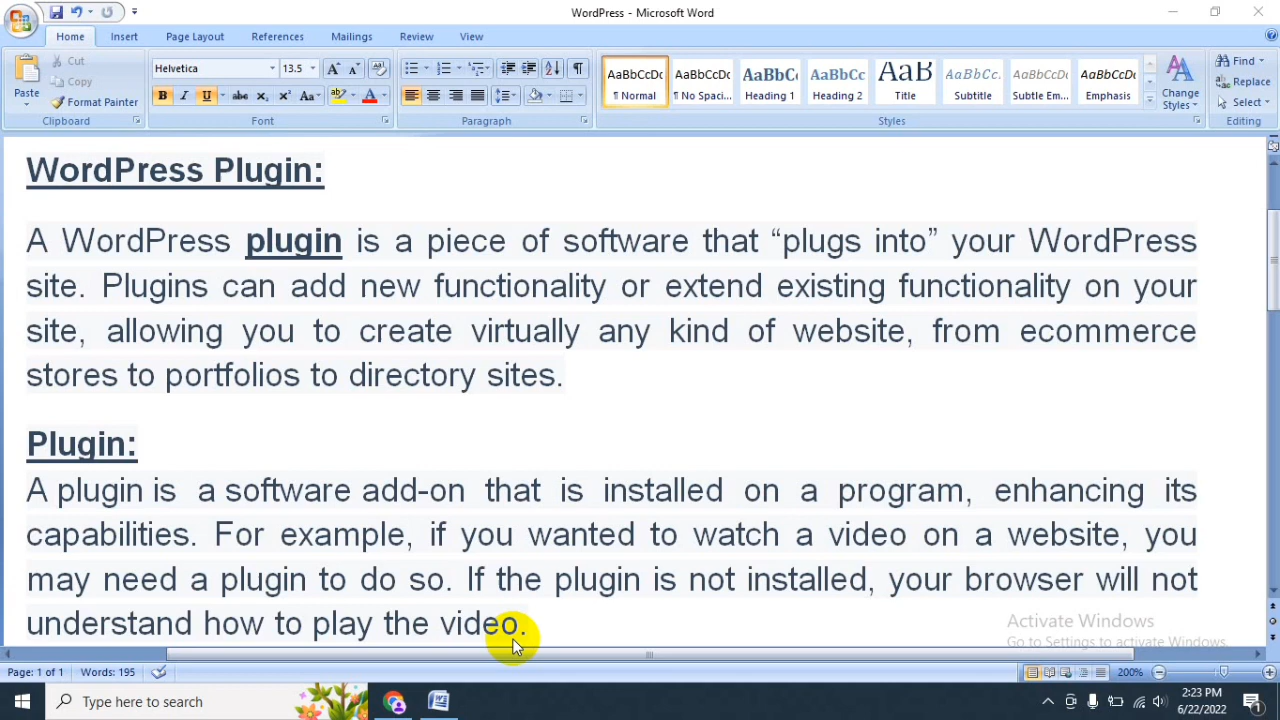 WordPress - Microsoft Word
Home Insert Page Layout References Mailings Review View
Paste
Cut
Copy
Format Painter
Clipboard
Helvetica 13.5
Font
Paragraph
AaBbCcDc AaBbCcDc AaBbC AaBbCc AaB AaBbCc. AaBbCcDc AaBbCcDc
¶ Normal ¶ No Spaci... Heading 1 Heading 2 Title Subtitle Subtle Em... Emphasis
Change Styles
Styles
Find
Replace
Select
Editing
WordPress Plugin:
A WordPress plugin is a piece of software that “plugs into” your WordPress
site. Plugins can add new functionality or extend existing functionality on your
site, allowing you to create virtually any kind of website, from ecommerce
stores to portfolios to directory sites.
Plugin:
A plugin is a software add-on that is installed on a program, enhancing its
capabilities. For example, if you wanted to watch a video on a website, you
may need a plugin to do so. If the plugin is not installed, your browser will not
understand how to play the video.
Activate Windows
Go to Settings to activate Windows.
Page: 1 of 1 Words: 195 200%
Type here to search
2:23 PM
6/22/2022